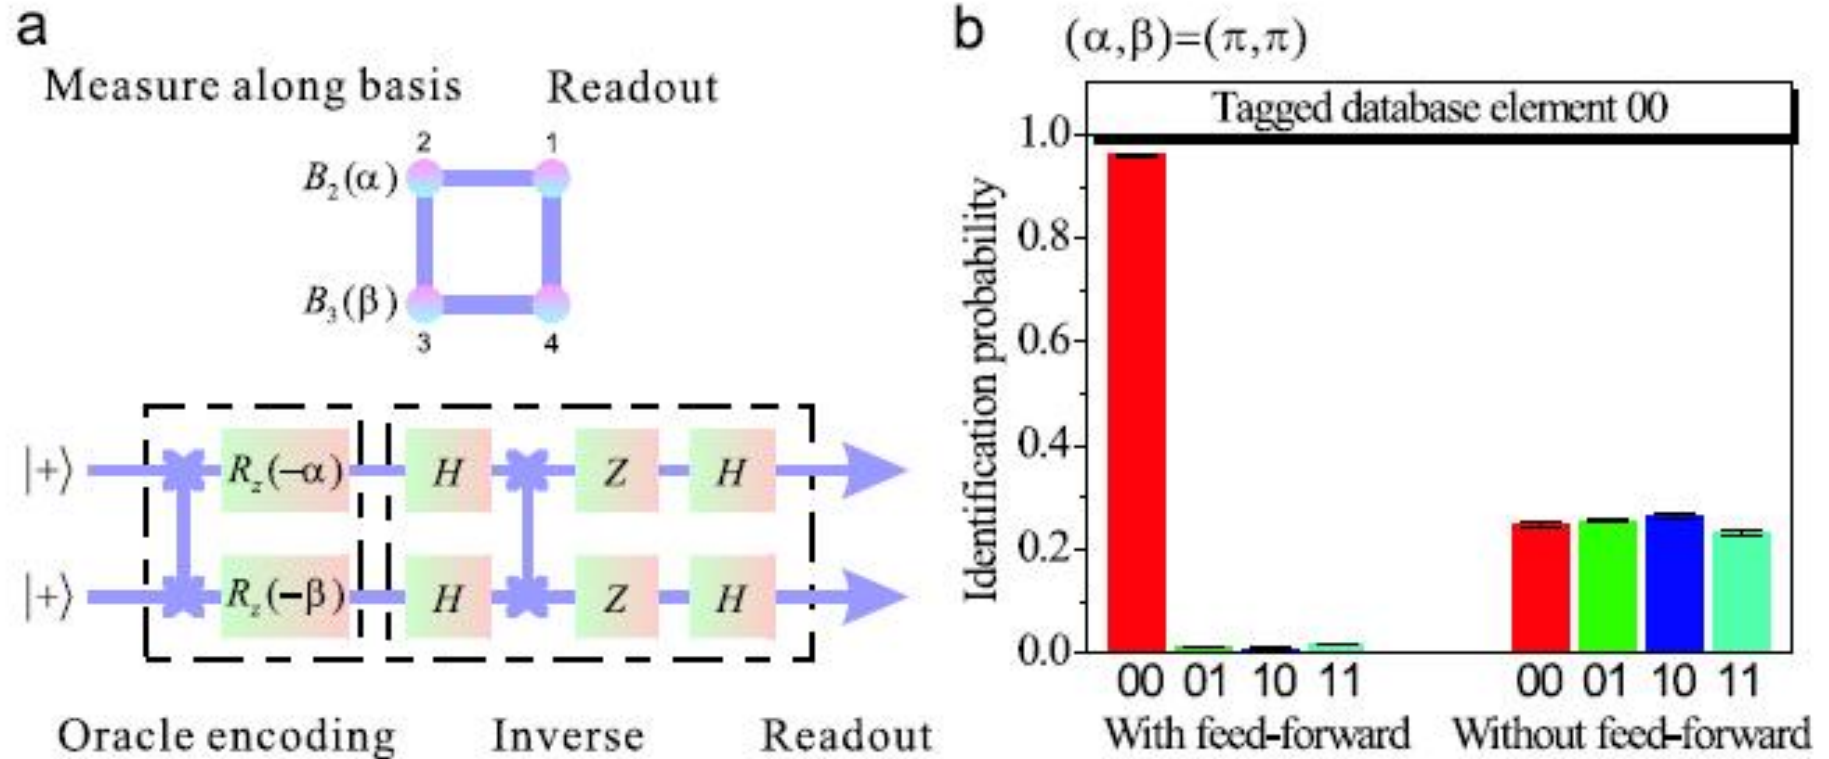 a
Measure along basis Readout
2 1
B₂(α)
B₃(β)
3 4
|+⟩ R_z(−α) H Z H
|+⟩ R_z(−β) H Z H
Oracle encoding Inverse Readout
b (α,β)=(π,π)
Tagged database element 00
Identification probability
1.0
0.8
0.6
0.4
0.2
0.0
00 01 10 11 00 01 10 11
With feed-forward Without feed-forward